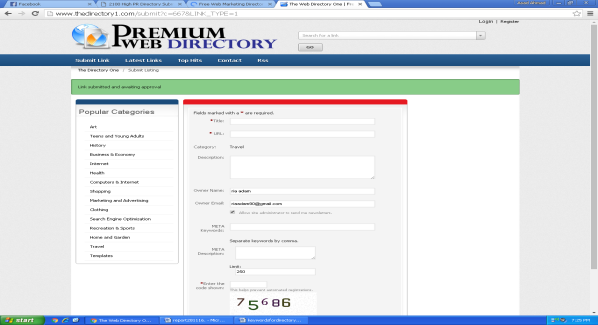 Facebook
2100 High PR Directory Sub
Free Web Marketing Direct
The Web Directory One | Fr
www.thedirectory1.com/submit?c=667&LINK_TYPE=1
Login | Register
PREMIUM
WEB DIRECTORY
Search for a link
GO
Submit Link Latest Links Top Hits Contact Rss
The Directory One / Submit Listing
Link submitted and awaiting approval
Popular Categories
Art
Teens and Young Adults
History
Business & Economy
Internet
Health
Computers & Internet
Shopping
Marketing and Advertising
Clothing
Search Engine Optimization
Recreation & Sports
Home and Garden
Travel
Templates
Fields marked with a * are required.
*Title:
* URL:
Category: Travel
Description:
Owner Name: ria adam
Owner Email: riaadam00@gmail.com
Allow site administrator to send me newsletters.
META Keywords:
Separate keywords by comma.
META Description:
Limit:
250
*Enter the code shown:
This helps prevent automated registrations.
75686
start
The Web Directory O...
report201116 - Mic...
keywordsfordirectory...
7:25 PM